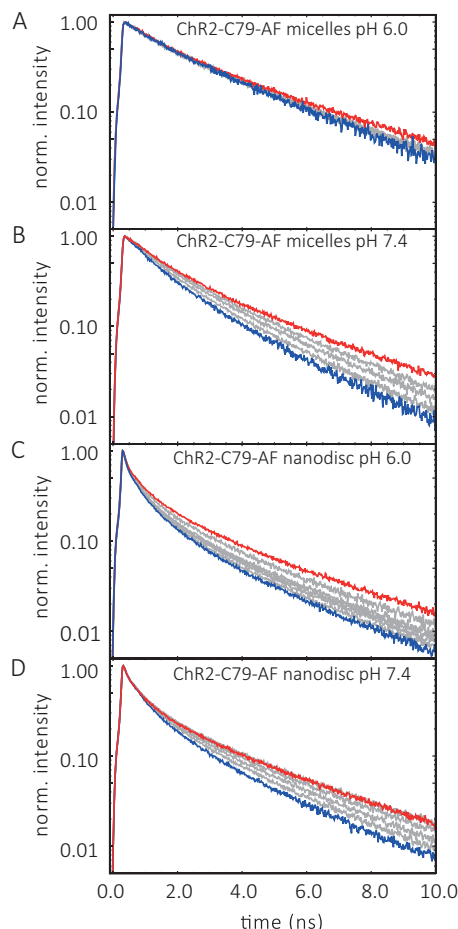 A
ChR2-C79-AF micelles pH 6.0
1.00
0.10
0.01
norm. intensity
B
ChR2-C79-AF micelles pH 7.4
1.00
0.10
0.01
norm. intensity
C
ChR2-C79-AF nanodisc pH 6.0
1.00
0.10
0.01
norm. intensity
D
ChR2-C79-AF nanodisc pH 7.4
1.00
0.10
0.01
norm. intensity
0.0 2.0 4.0 6.0 8.0 10.0
time (ns)